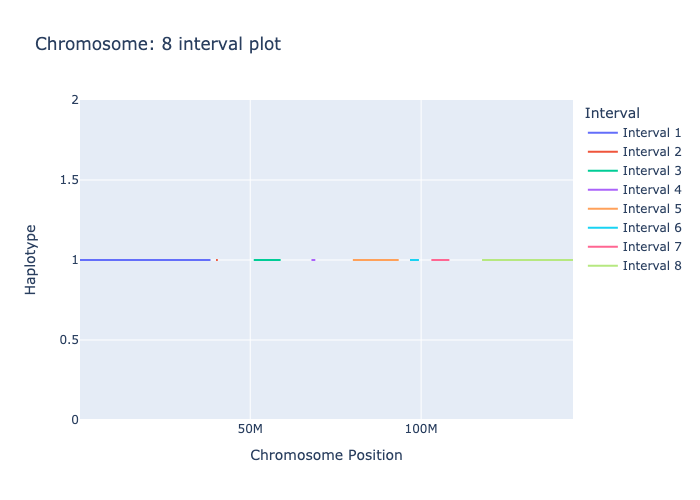 Chromosome: 8 interval plot
Haplotype
2
1.5
1
0.5
0
50M
100M
Chromosome Position
Interval
Interval 1
Interval 2
Interval 3
Interval 4
Interval 5
Interval 6
Interval 7
Interval 8